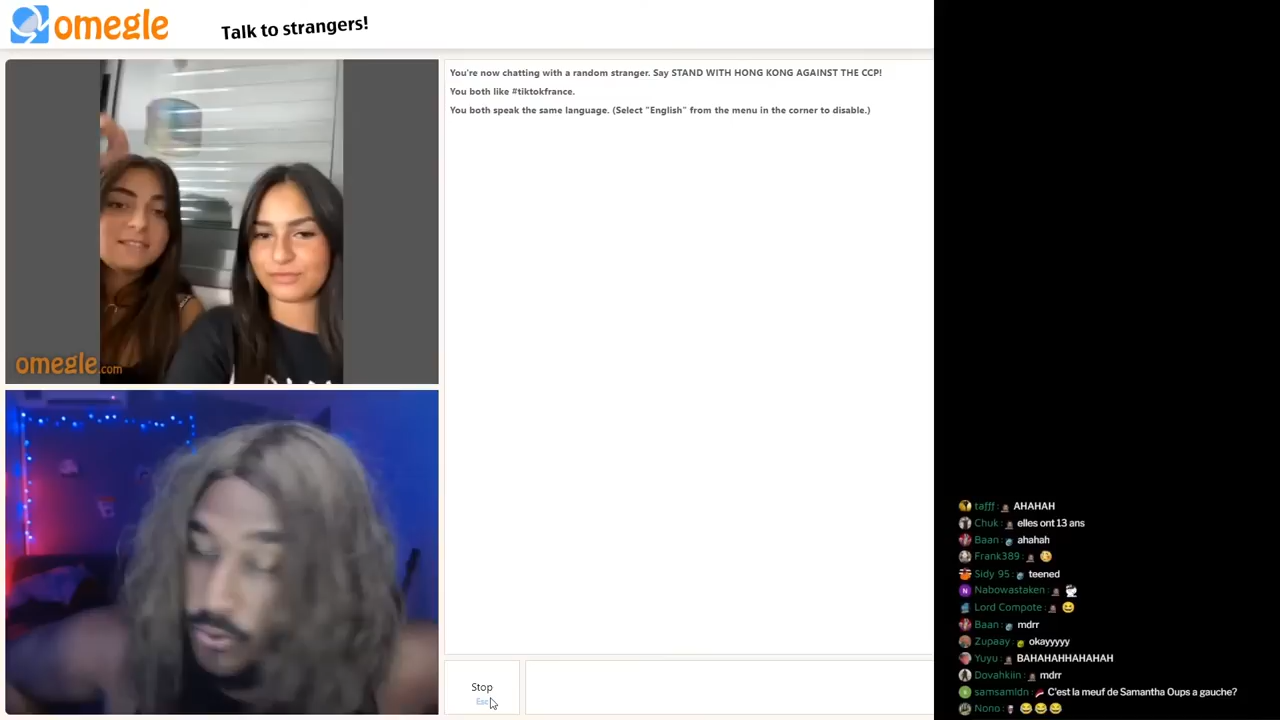 omegle
Talk to strangers!
You're now chatting with a random stranger. Say STAND WITH HONG KONG AGAINST THE CCP!
You both like #tiktokfrance.
You both speak the same language. (Select "English" from the menu in the corner to disable.)
omegle.com
Stop
Esc
tafff: AHAHAH
Chuk: elles ont 13 ans
Baan: ahahah
Frank389:
Sidy 95: teened
Nabowastaken:
Lord Compote:
Baan: mdrr
Zupaay: okayyyyy
Yuyu: BAHAHAHHAHAHAH
Dovahkiin: mdrr
samsamldn: C'est la meuf de Samantha Oups a gauche?
Nono: